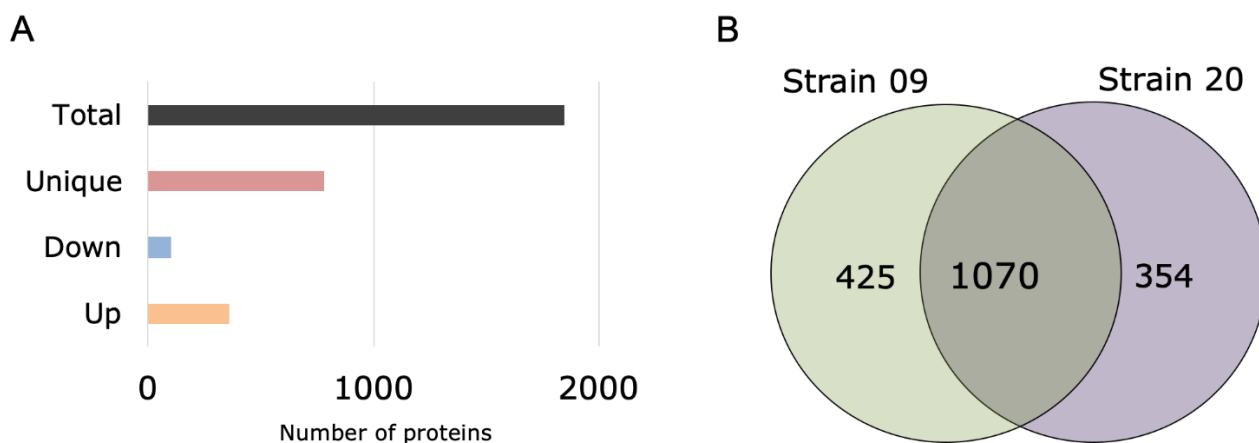 A
Total
Unique
Down
Up
0 1000 2000
Number of proteins
B
Strain 09 Strain 20
425 1070 354